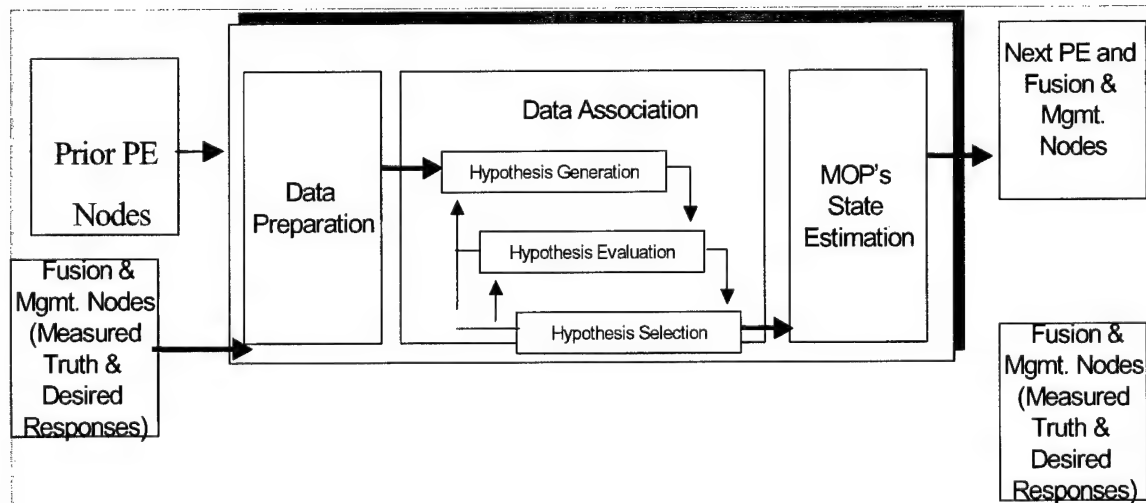 Prior PE
Nodes
Fusion &
Mgmt. Nodes
(Measured
Truth &
Desired
Responses)
Data
Preparation
Data Association
Hypothesis Generation
Hypothesis Evaluation
Hypothesis Selection
MOP's
State
Estimation
Next PE and
Fusion &
Mgmt.
Nodes
Fusion &
Mgmt. Nodes
(Measured
Truth &
Desired
Responses)